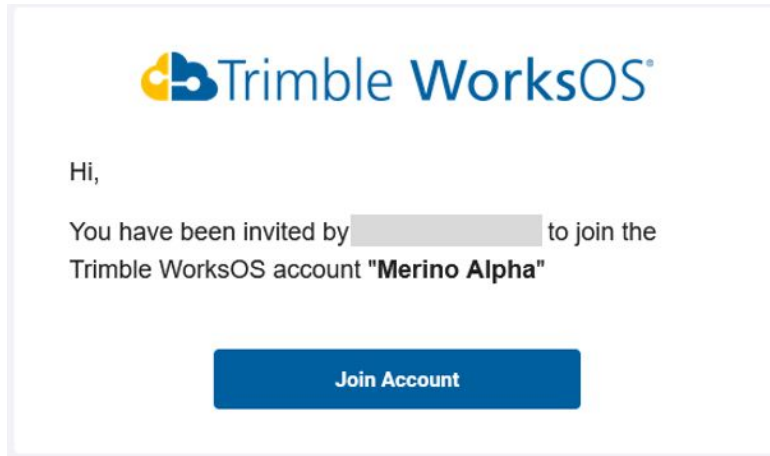 Trimble WorksOS®
Hi,
You have been invited by to join the
Trimble WorksOS account "Merino Alpha"
Join Account